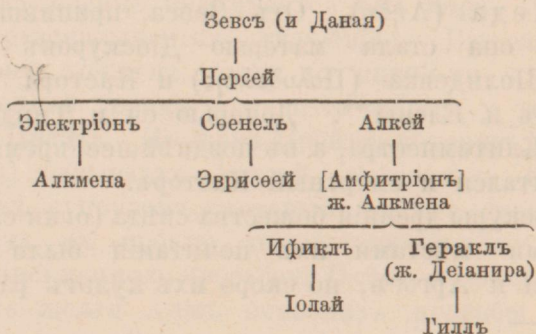 Зевсъ (и Даная)
Персей
Электріонъ Сѳенелъ Алкей
Алкмена Эврисѳей [Амфитріонъ]
ж. Алкмена
Ификлъ Гераклъ
(ж. Деіанира)
Іолай
Гиллъ